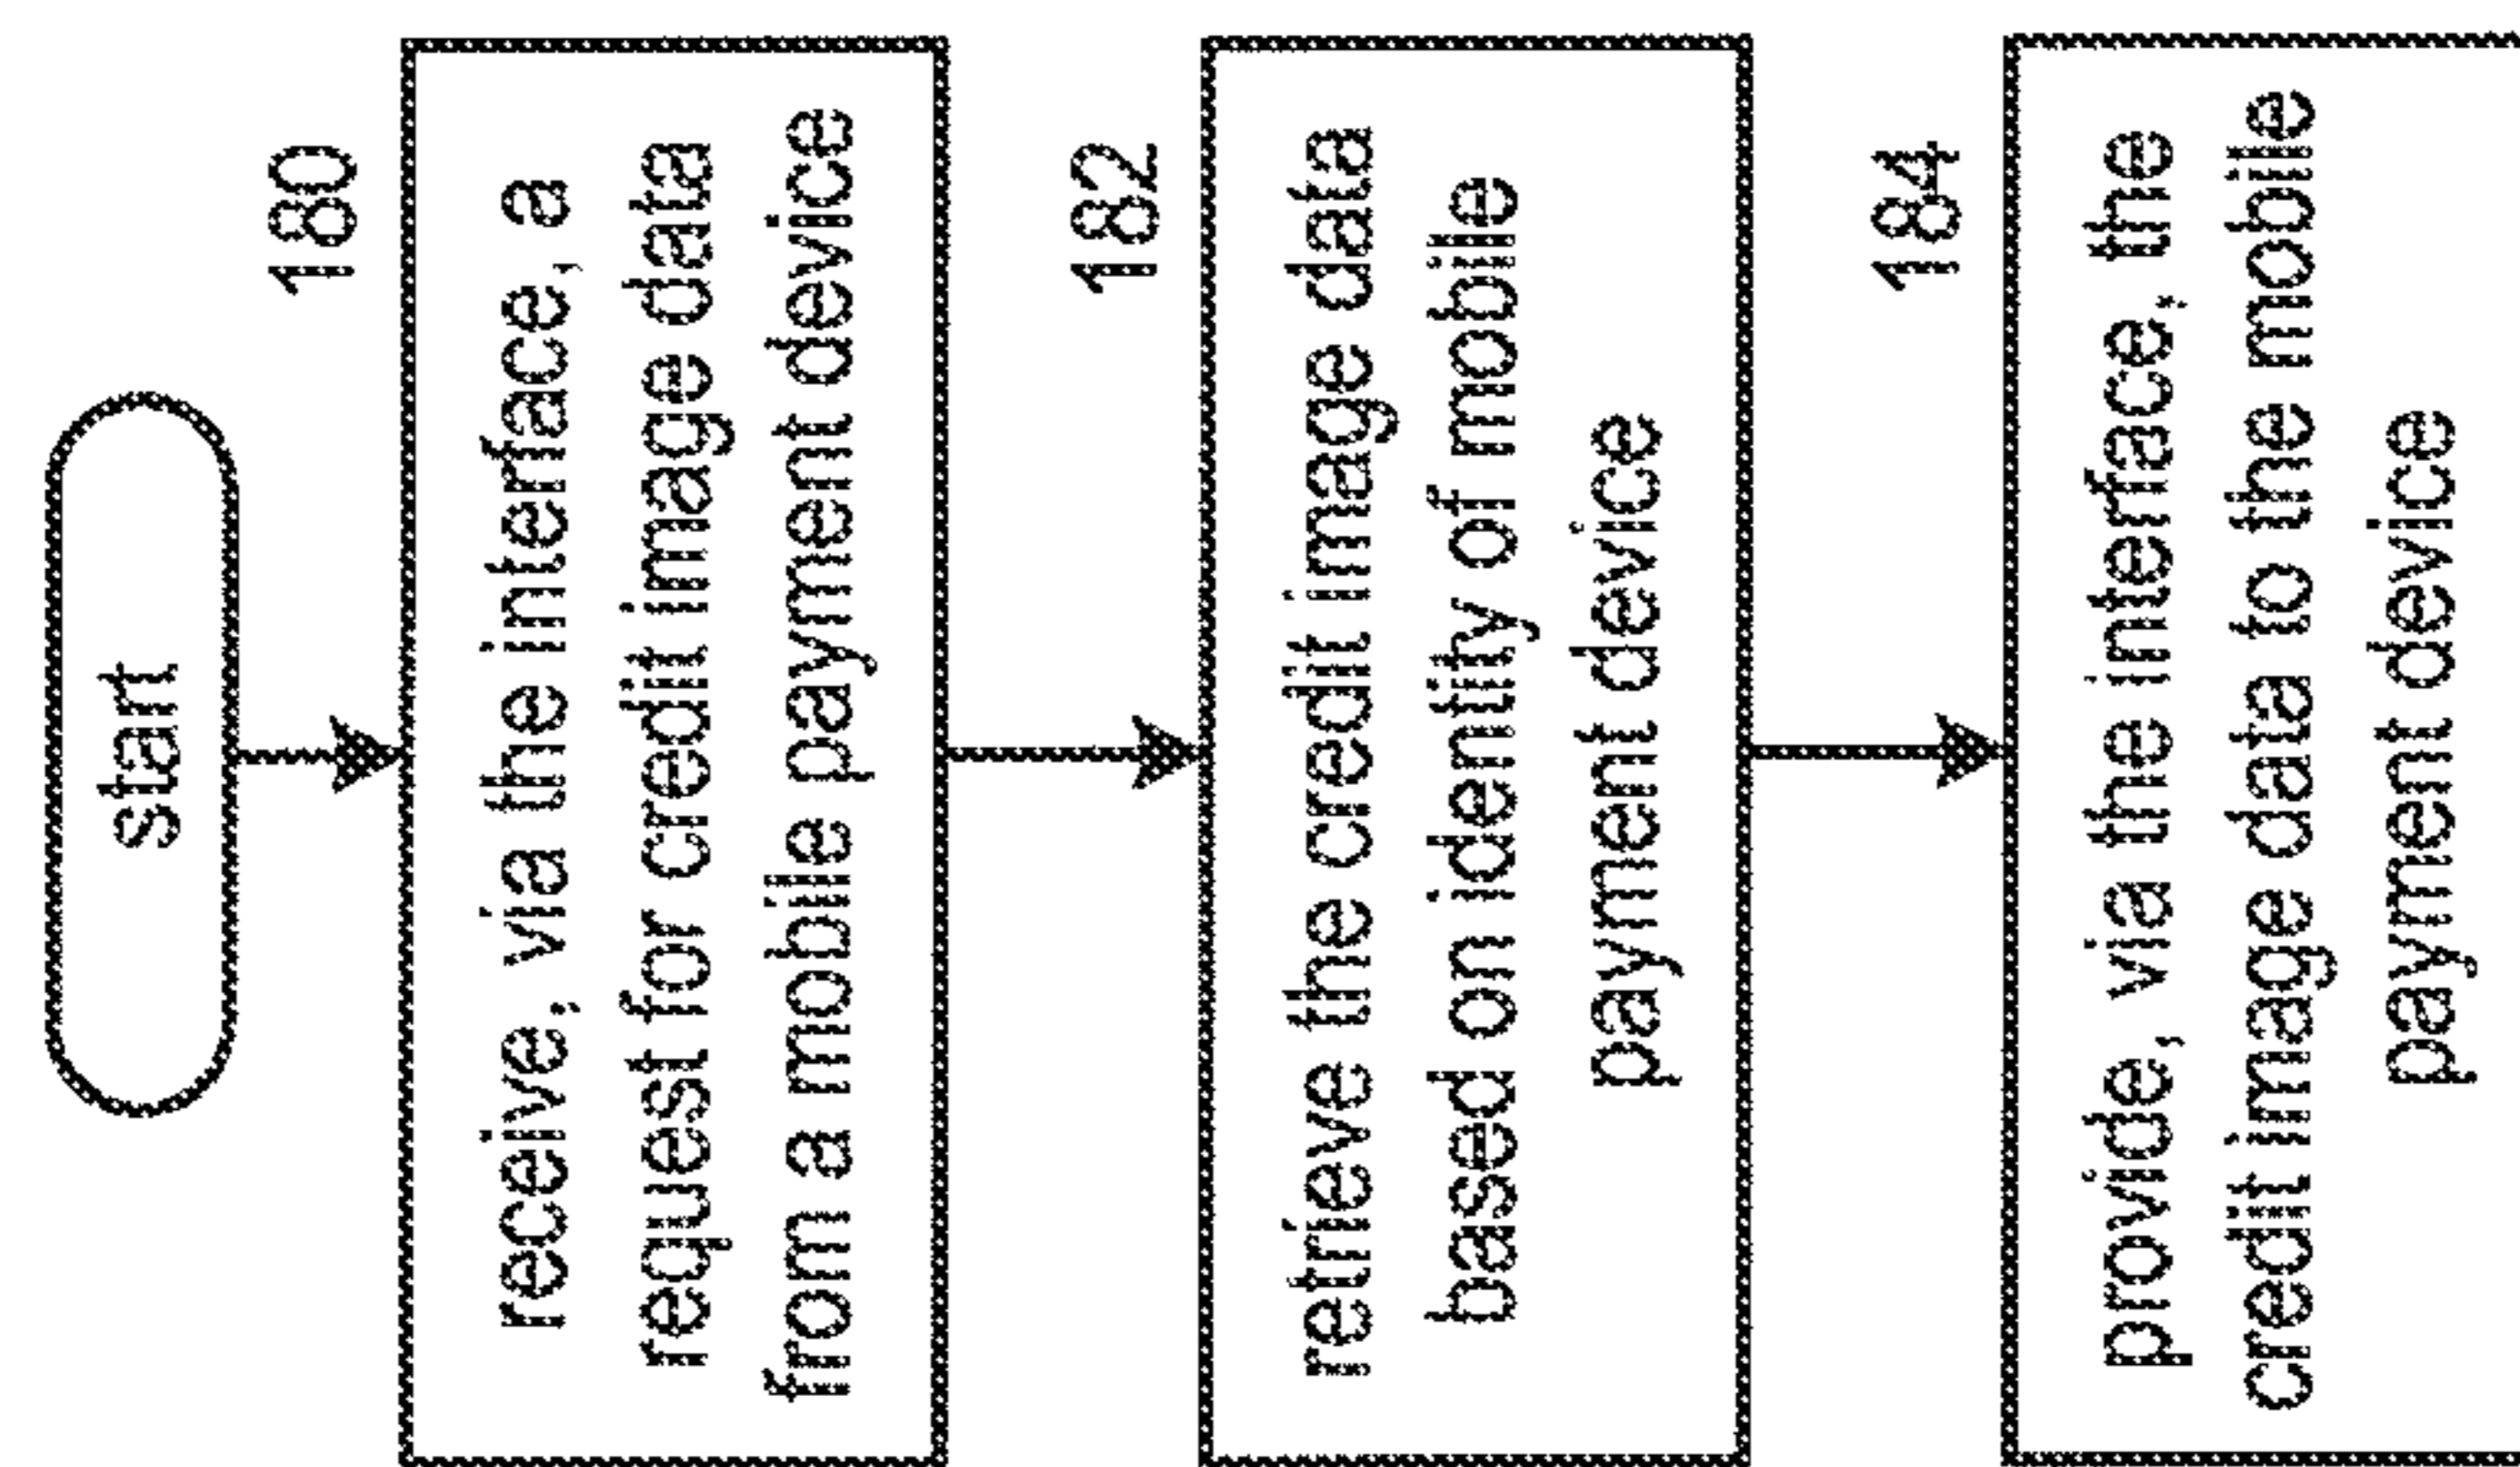 start
180
receive, via the interface, a
request for credit image data
from a mobile payment device
182
retrieve the credit image data
based on identity of mobile
payment device
184
provide, via the interface, the
credit image data to the mobile
payment device